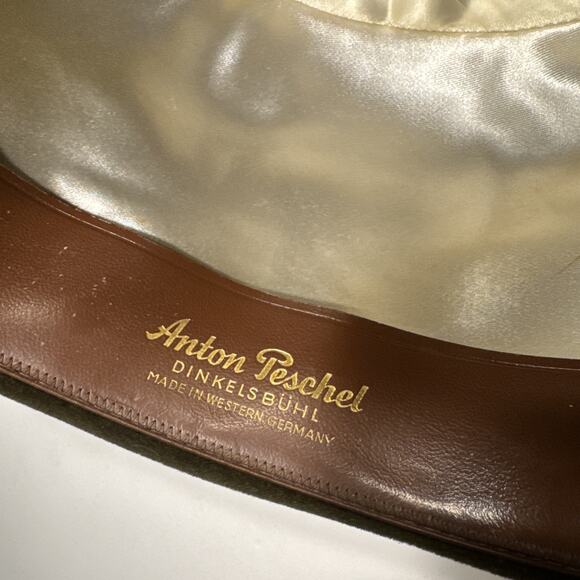 Anton Peschel
DINKELSBÜHL
MADE IN WESTERN GERMANY